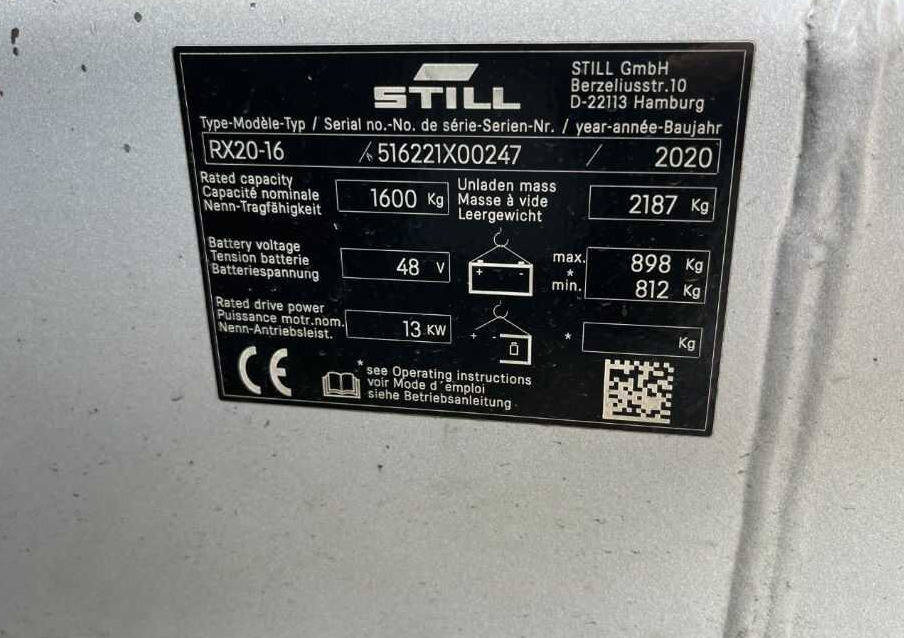 STILL
STILL GmbH
Berzeliusstr.10
D-22113 Hamburg
Type-Modèle-Typ / Serial no.-No. de série-Serien-Nr. / year-année-Baujahr
RX20-16 / 516221X00247 / 2020
Rated capacity
Capacité nominale
Nenn-Tragfähigkeit
1600 Kg
Unladen mass
Masse à vide
Leergewicht
2187 Kg
Battery voltage
Tension batterie
Batteriespannung
48 V
+ -
max. 898 Kg
*
min. 812 Kg
Rated drive power
Puissance motr.nom.
Nenn-Antriebsleist.
13 KW
+ -
* Kg
CE
* see Operating instructions
voir Mode d´emploi
siehe Betriebsanleitung